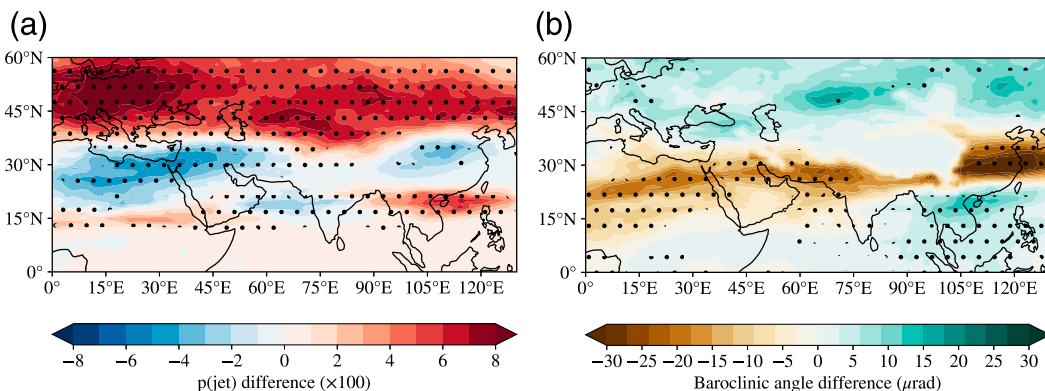 (a)
60°N
45°N
30°N
15°N
0°
0° 15°E 30°E 45°E 60°E 75°E 90°E 105°E 120°E
−8 −6 −4 −2 0 2 4 6 8
p(jet) difference (×100)
(b)
60°N
45°N
30°N
15°N
0°
0° 15°E 30°E 45°E 60°E 75°E 90°E 105°E 120°E
−30 −25 −20 −15 −10 −5 0 5 10 15 20 25 30
Baroclinic angle difference (μrad)